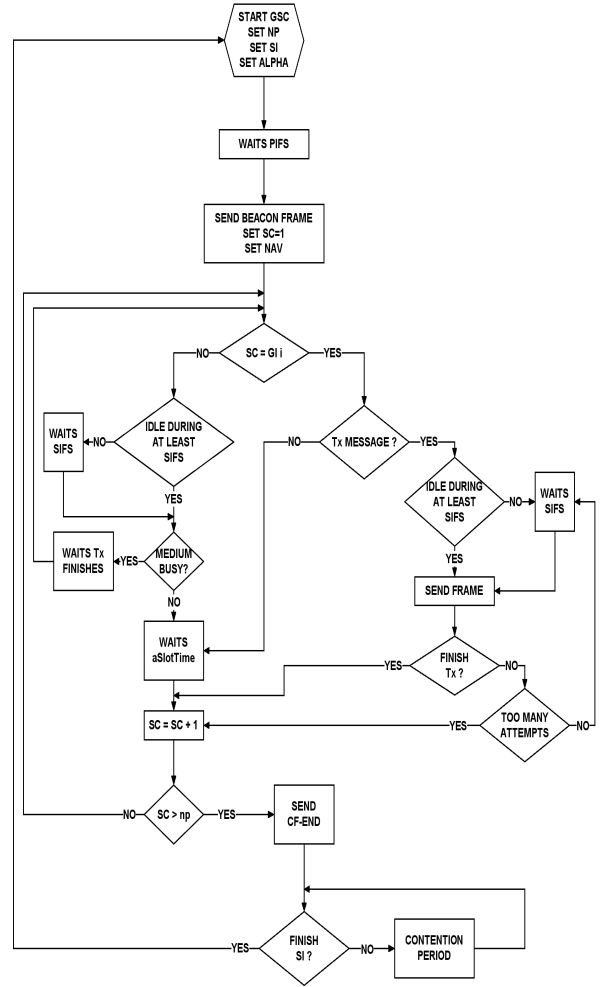 START GSC
SET NP
SET SI
SET ALPHA
WAITS PIFS
SEND BEACON FRAME
SET SC=1
SET NAV
NO
SC = GI i
YES
IDLE DURING
AT LEAST
SIFS
WAITS
SIFS
NO
NO
Tx MESSAGE ?
YES
IDLE DURING
AT LEAST
SIFS
NO
WAITS
SIFS
YES
WAITS Tx
FINISHES
YES
MEDIUM
BUSY?
YES
SEND FRAME
NO
WAITS
aSlotTime
YES
FINISH
Tx ?
NO
SC = SC + 1
YES
TOO MANY
ATTEMPTS
NO
NO
SC > np
YES
SEND
CF-END
YES
FINISH
SI ?
NO
CONTENTION
PERIOD